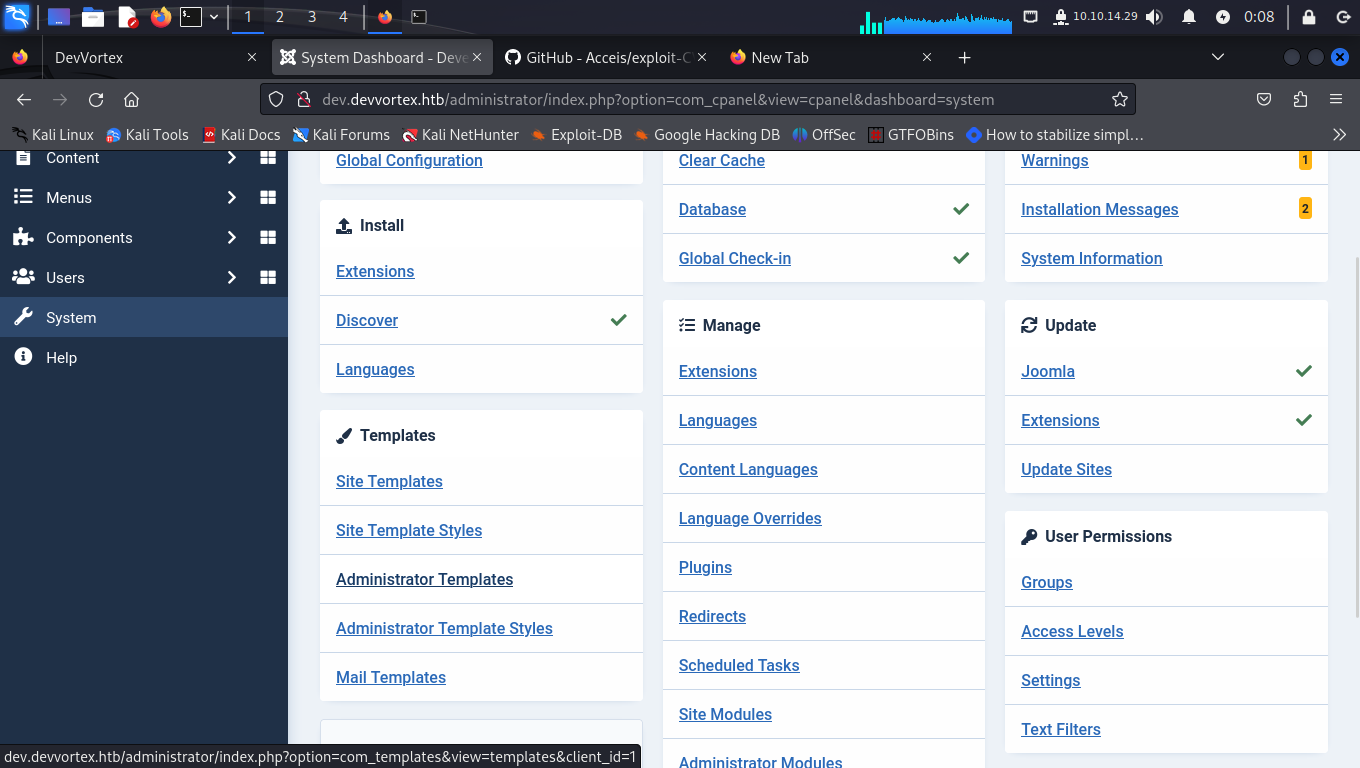 1 2 3 4 10.10.14.29 0:08
DevVortex
System Dashboard - Deve
GitHub - Acceis/exploit-C
New Tab
dev.devvortex.htb/administrator/index.php?option=com_cpanel&view=cpanel&dashboard=system
Kali Linux Kali Tools Kali Docs Kali Forums Kali NetHunter Exploit-DB Google Hacking DB OffSec GTFOBins How to stabilize simpl…
Content
Menus
Components
Users
System
Help
Global Configuration
Install
Extensions
Discover
Languages
Templates
Site Templates
Site Template Styles
Administrator Templates
Administrator Template Styles
Mail Templates
Clear Cache
Database
Global Check-in
Manage
Extensions
Languages
Content Languages
Language Overrides
Plugins
Redirects
Scheduled Tasks
Site Modules
Administrator Modules
Warnings 1
Installation Messages 2
System Information
Update
Joomla
Extensions
Update Sites
User Permissions
Groups
Access Levels
Settings
Text Filters
dev.devvortex.htb/administrator/index.php?option=com_templates&view=templates&client_id=1